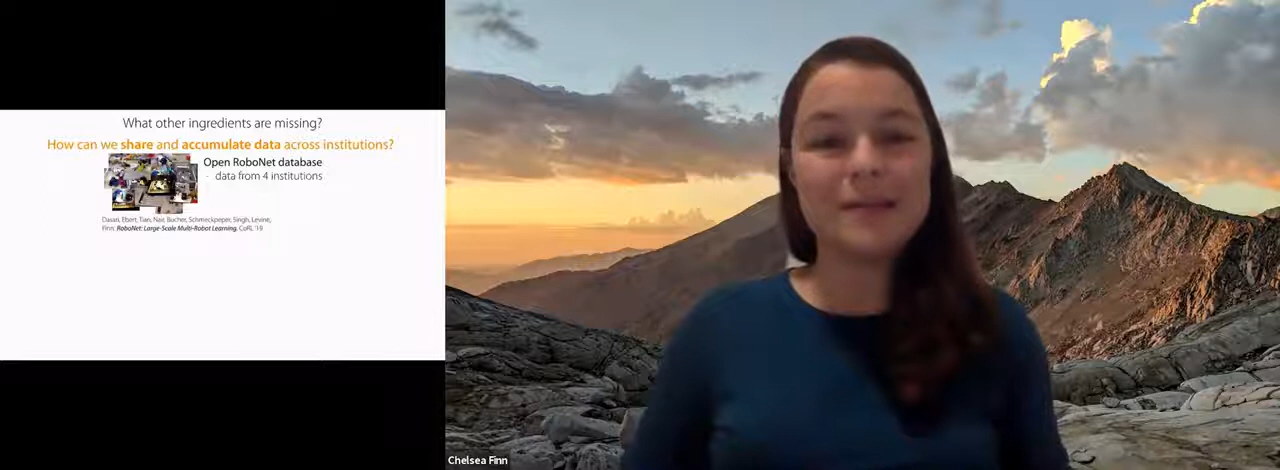 What other ingredients are missing?
How can we share and accumulate data across institutions?
Open RoboNet database
- data from 4 institutions
Dasari, Ebert, Tian, Nair, Bucher, Schmeckpeper, Singh, Levine,
Finn. RoboNet: Large-Scale Multi-Robot Learning. CoRL '19
Chelsea Finn